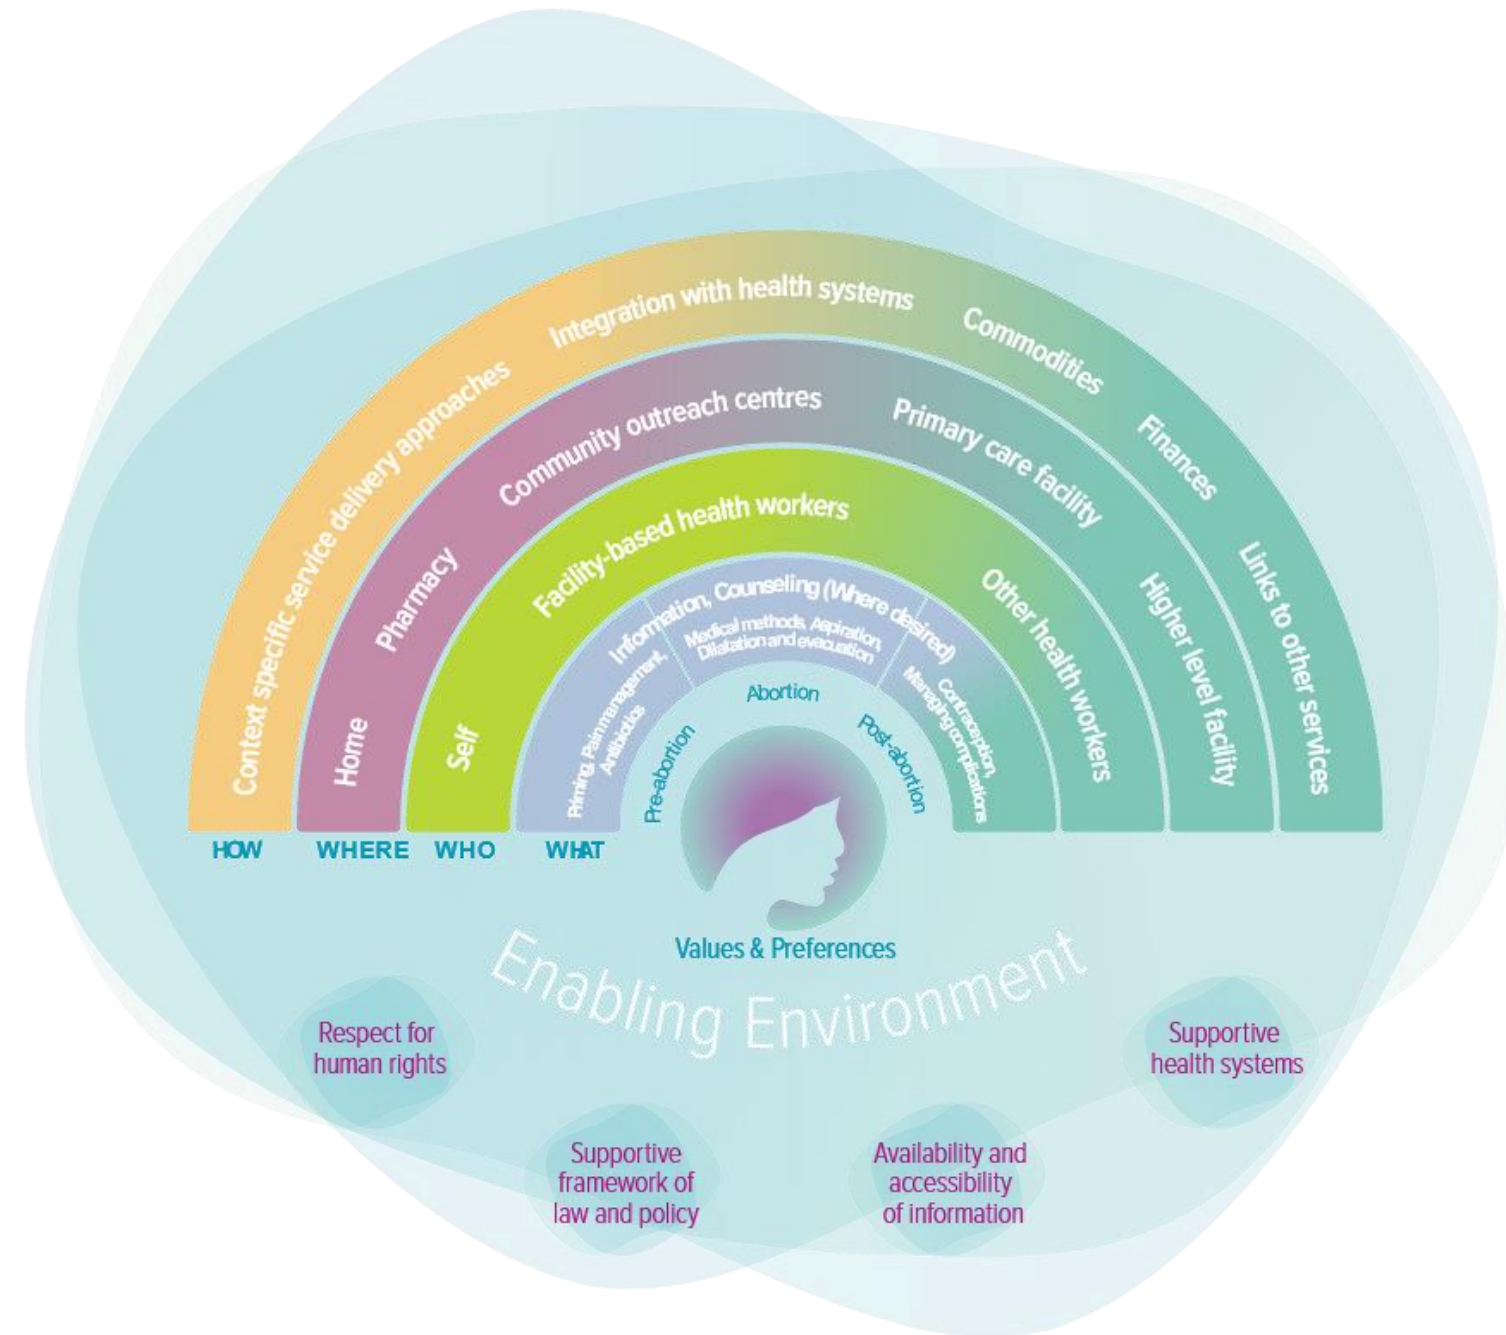 Context specific service delivery approaches
Integration with health systems
Commodities
Finances
Links to other services
Home
Pharmacy
Community outreach centres
Primary care facility
Higher level facility
Self
Facility-based health workers
Other health workers
Information, Counseling (Where desired)
Priming, Pain management,
Antibiotics
Medical methods, Aspiration,
Dilatation and evacuation
Contraception,
Managing complications
Pre-abortion
Abortion
Post-abortion
HOW
WHERE
WHO
WHAT
Values & Preferences
Enabling Environment
Respect for
human rights
Supportive
framework of
law and policy
Availability and
accessibility
of information
Supportive
health systems